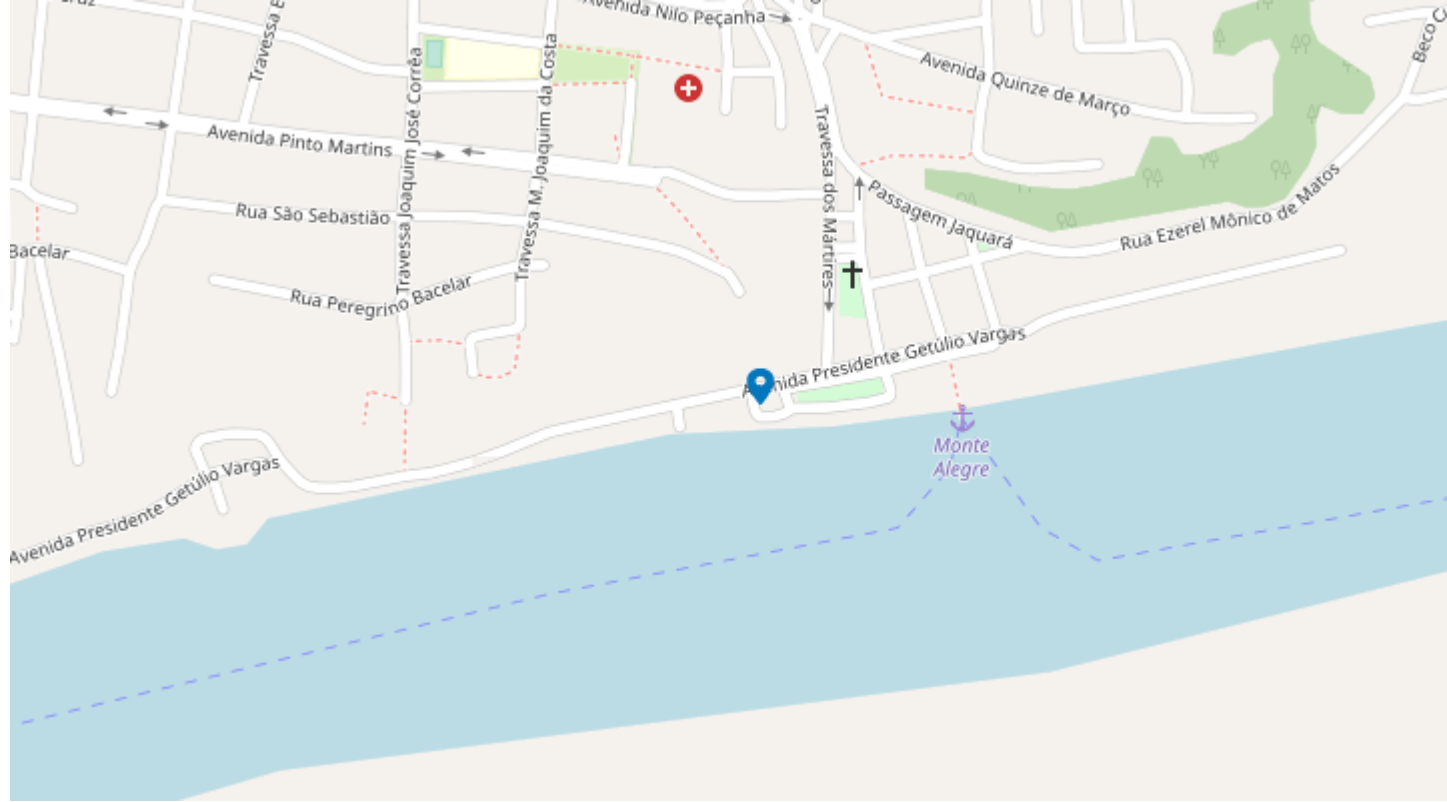 Avenida Nilo Peçanha
Travessa
Avenida Quinze de Março
Beco
Avenida Pinto Martins
Travessa Joaquim José Corrêa
Travessa M. Joaquim da Costa
Travessa dos Mártires
Passagem Jaquará
Rua Ezerel Mônico de Matos
Rua São Sebastião
Bacelar
Rua Peregrino Bacelar
Avenida Presidente Getúlio Vargas
Monte
Alegre
Avenida Presidente Getúlio Vargas